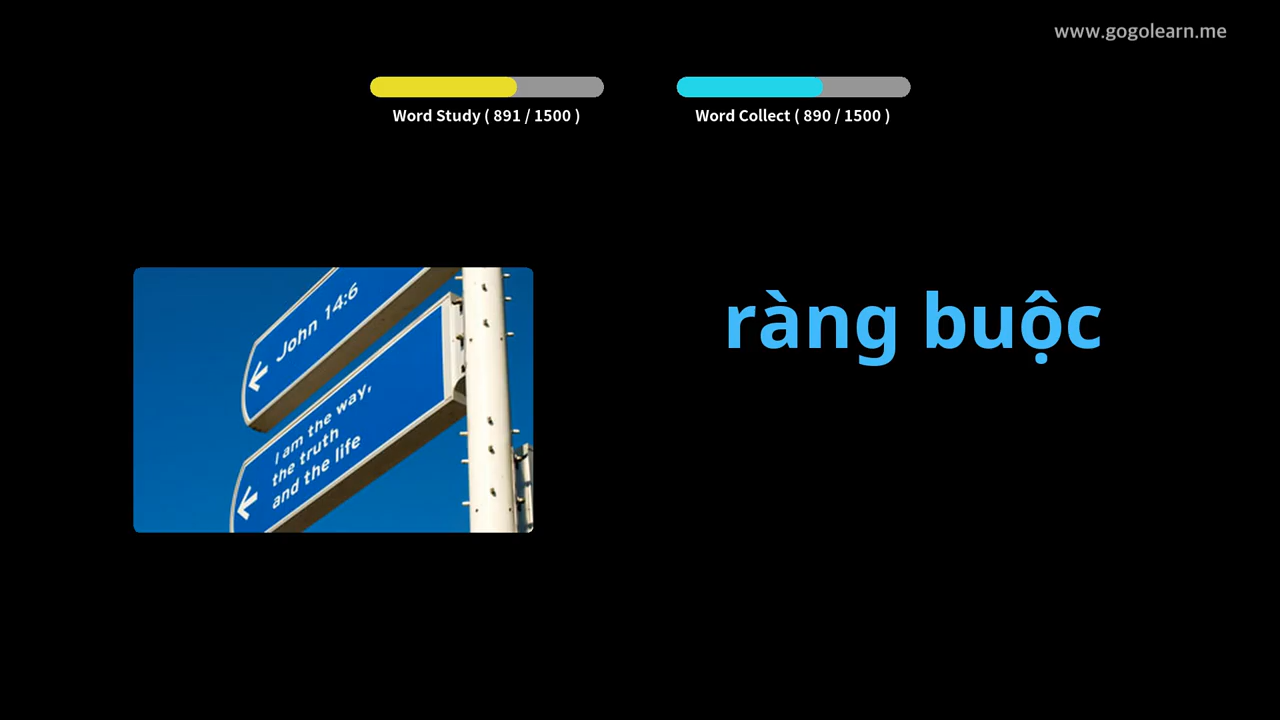 www.gogolearn.me
Word Study ( 891 / 1500 )
Word Collect ( 890 / 1500 )
John 14:6
I am the way,
the truth
and the life
ràng buộc